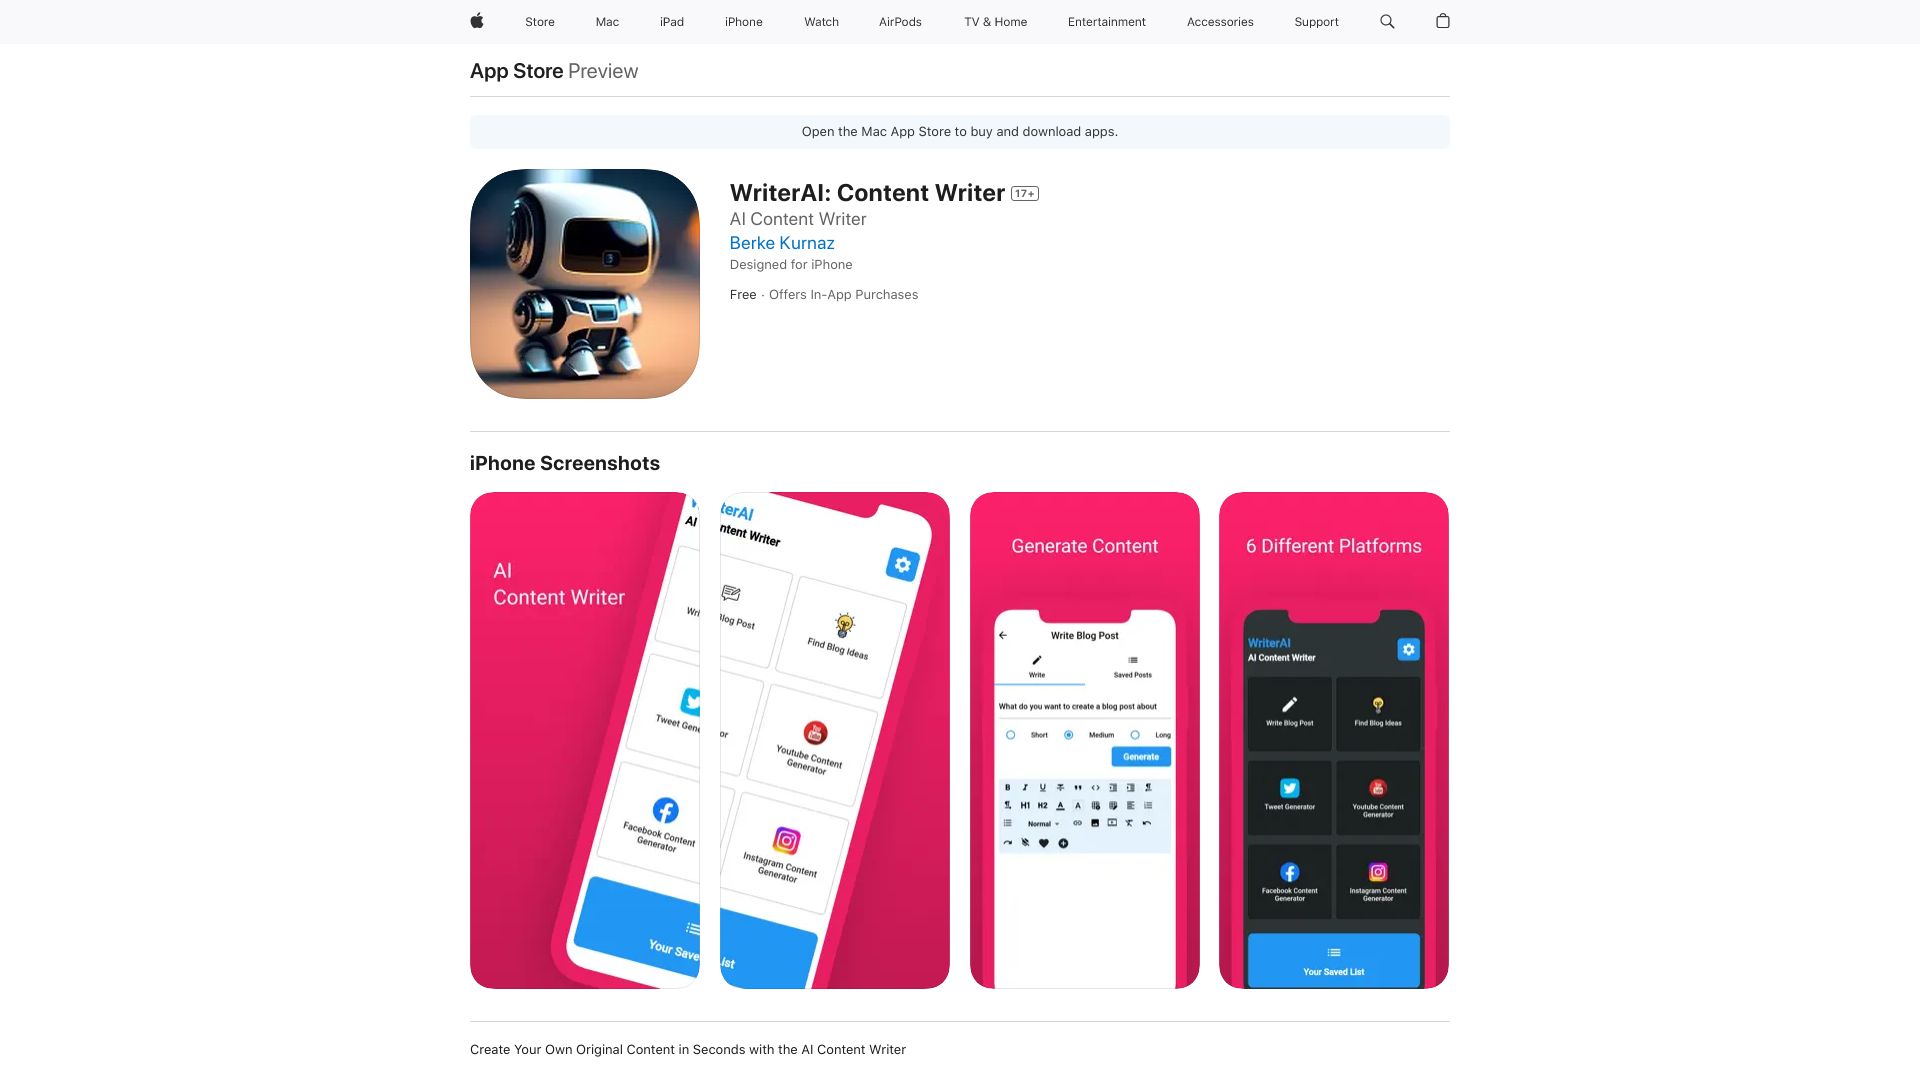 Store Mac iPad iPhone Watch AirPods TV & Home Entertainment Accessories Support
App Store Preview
Open the Mac App Store to buy and download apps.
WriterAI: Content Writer 17+
AI Content Writer
Berke Kurnaz
Designed for iPhone
Free · Offers In-App Purchases
iPhone Screenshots
AI
Content Writer
AI
Tweet Gene
Facebook Content
Generator
Your Save
terAI
ntent Writer
log Post
Find Blog Ideas
or
Youtube Content
Generator
Instagram Content
Generator
ist
Generate Content
Write Blog Post
Write Saved Posts
What do you want to create a blog post about
Short Medium Long
Generate
B I U
H1 H2 A A
Normal
6 Different Platforms
WriterAI
AI Content Writer
Write Blog Post Find Blog Ideas
Tweet Generator
Youtube Content
Generator
Facebook Content
Generator
Instagram Content
Generator
Your Saved List
Create Your Own Original Content in Seconds with the AI Content Writer